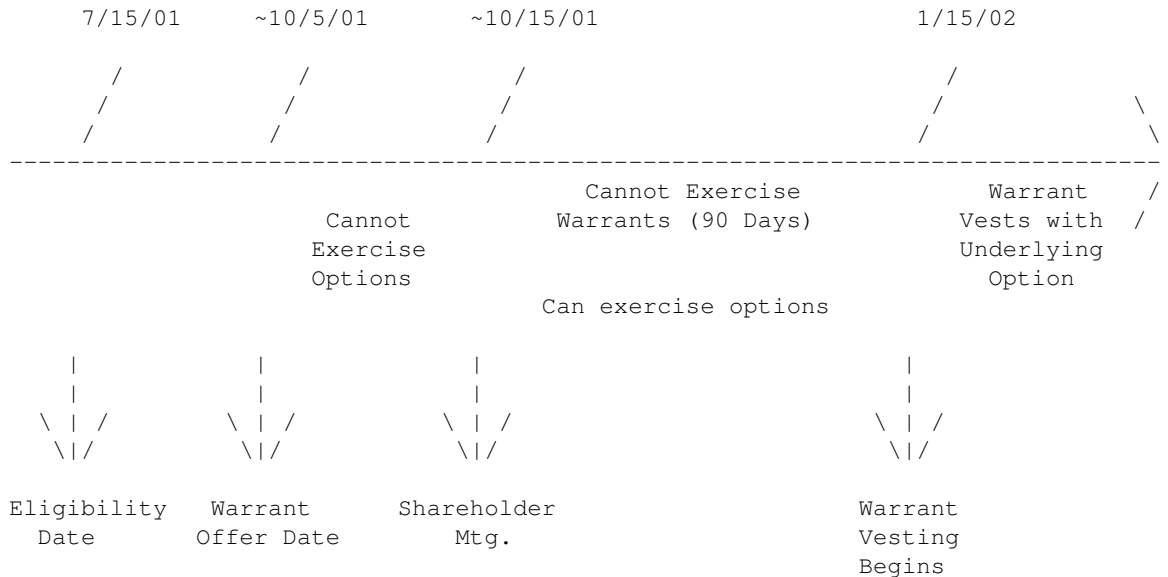 7/15/01 ~10/5/01 ~10/15/01 1/15/02
Cannot Exercise Warrant
Cannot Warrants (90 Days) Vests with
Exercise Underlying
Options Option
Can exercise options
Eligibility Warrant Shareholder Warrant
Date Offer Date Mtg. Vesting
Begins